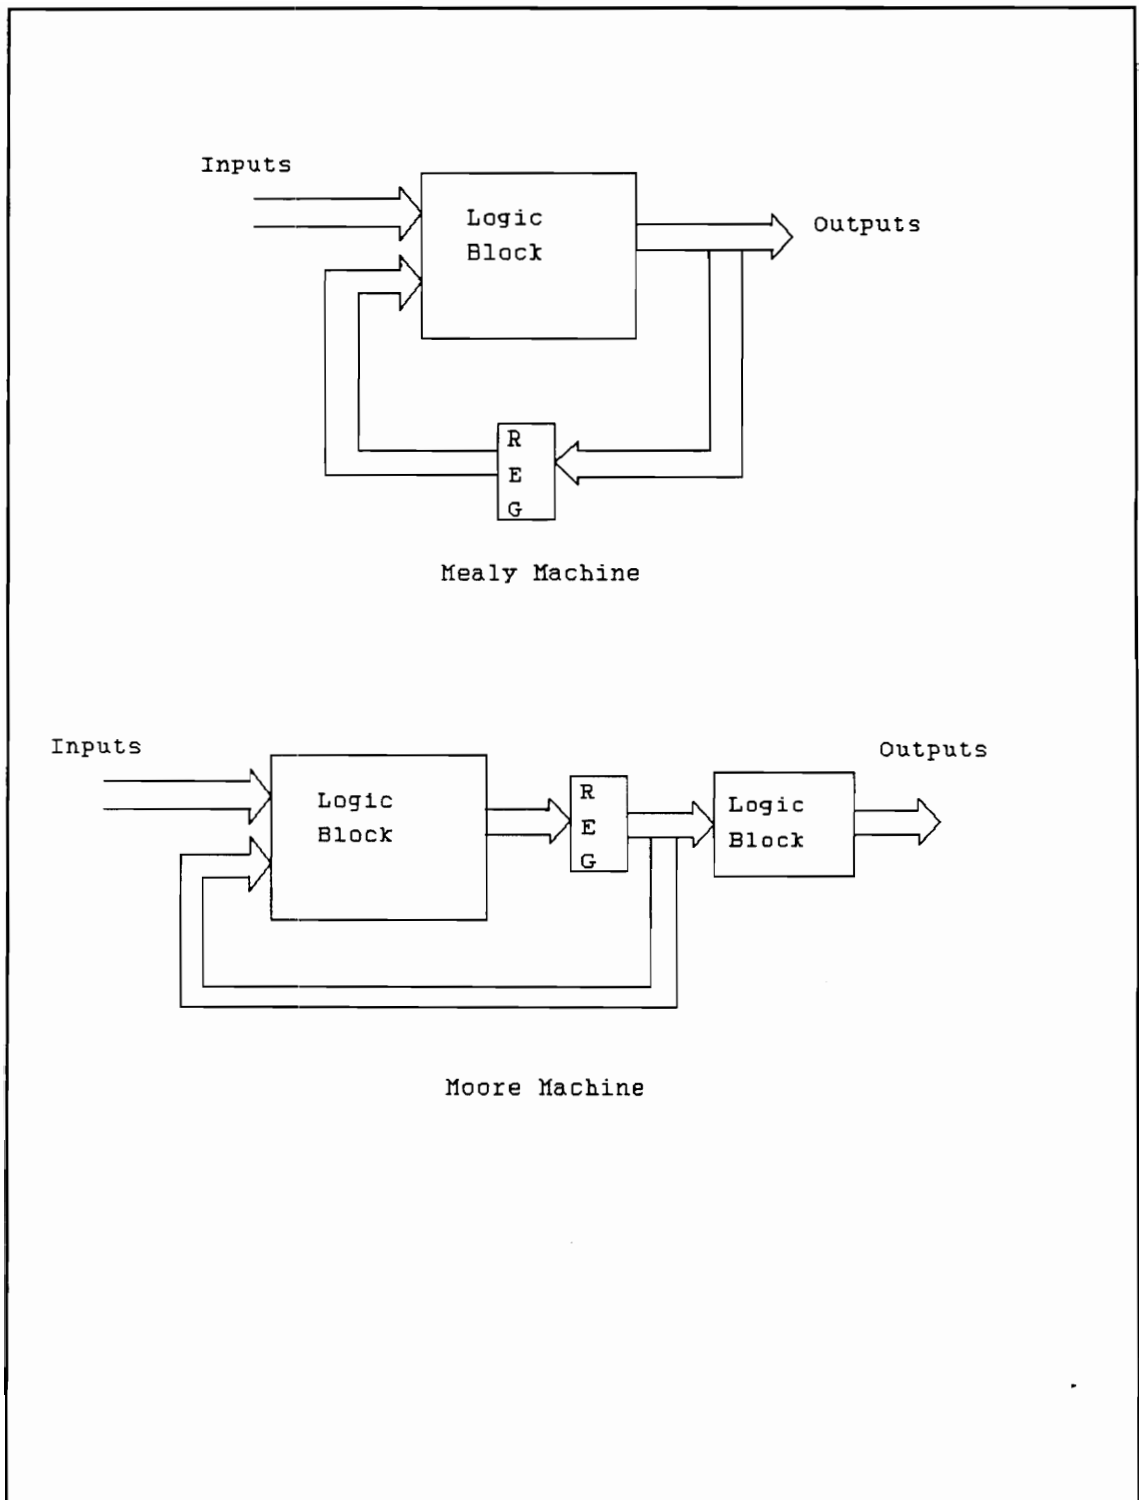 Inputs
Logic
Block
Outputs
R
E
G
Mealy Machine
Inputs
Outputs
Logic
Block
R
E
G
Logic
Block
Moore Machine